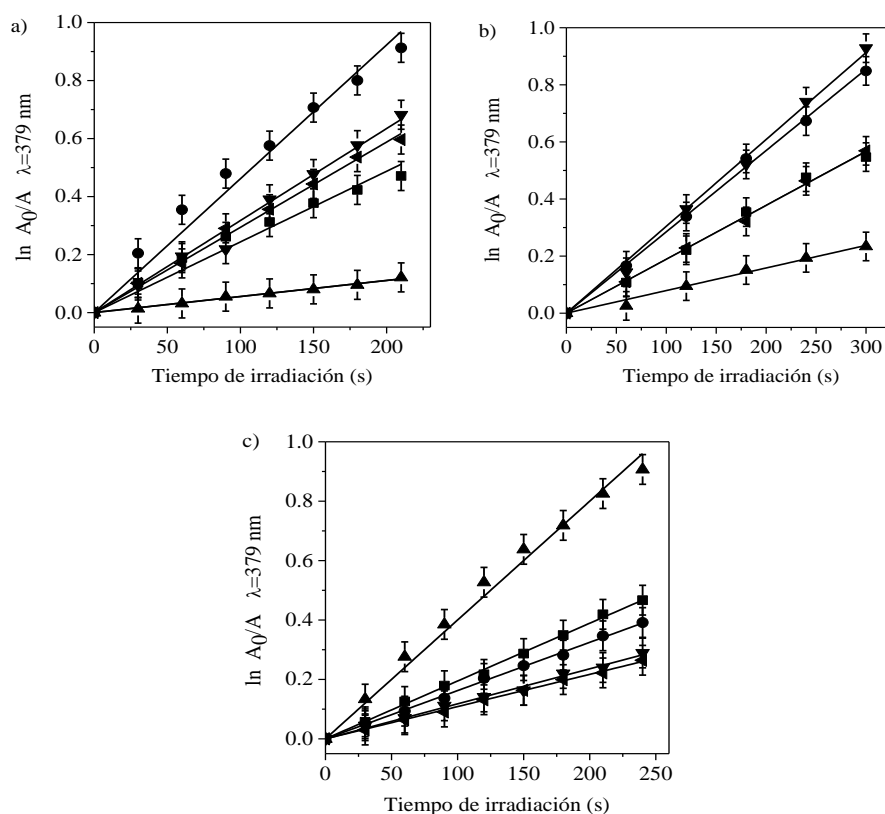 a)
ln A0/A λ=379 nm
1.0
0.8
0.6
0.4
0.2
0.0
0 50 100 150 200
Tiempo de irradiación (s)
b)
ln A0/A λ=379 nm
1.0
0.8
0.6
0.4
0.2
0.0
0 50 100 150 200 250 300
Tiempo de irradiación (s)
c)
ln A0/A λ=379 nm
1.0
0.8
0.6
0.4
0.2
0.0
0 50 100 150 200 250
Tiempo de irradiación (s)